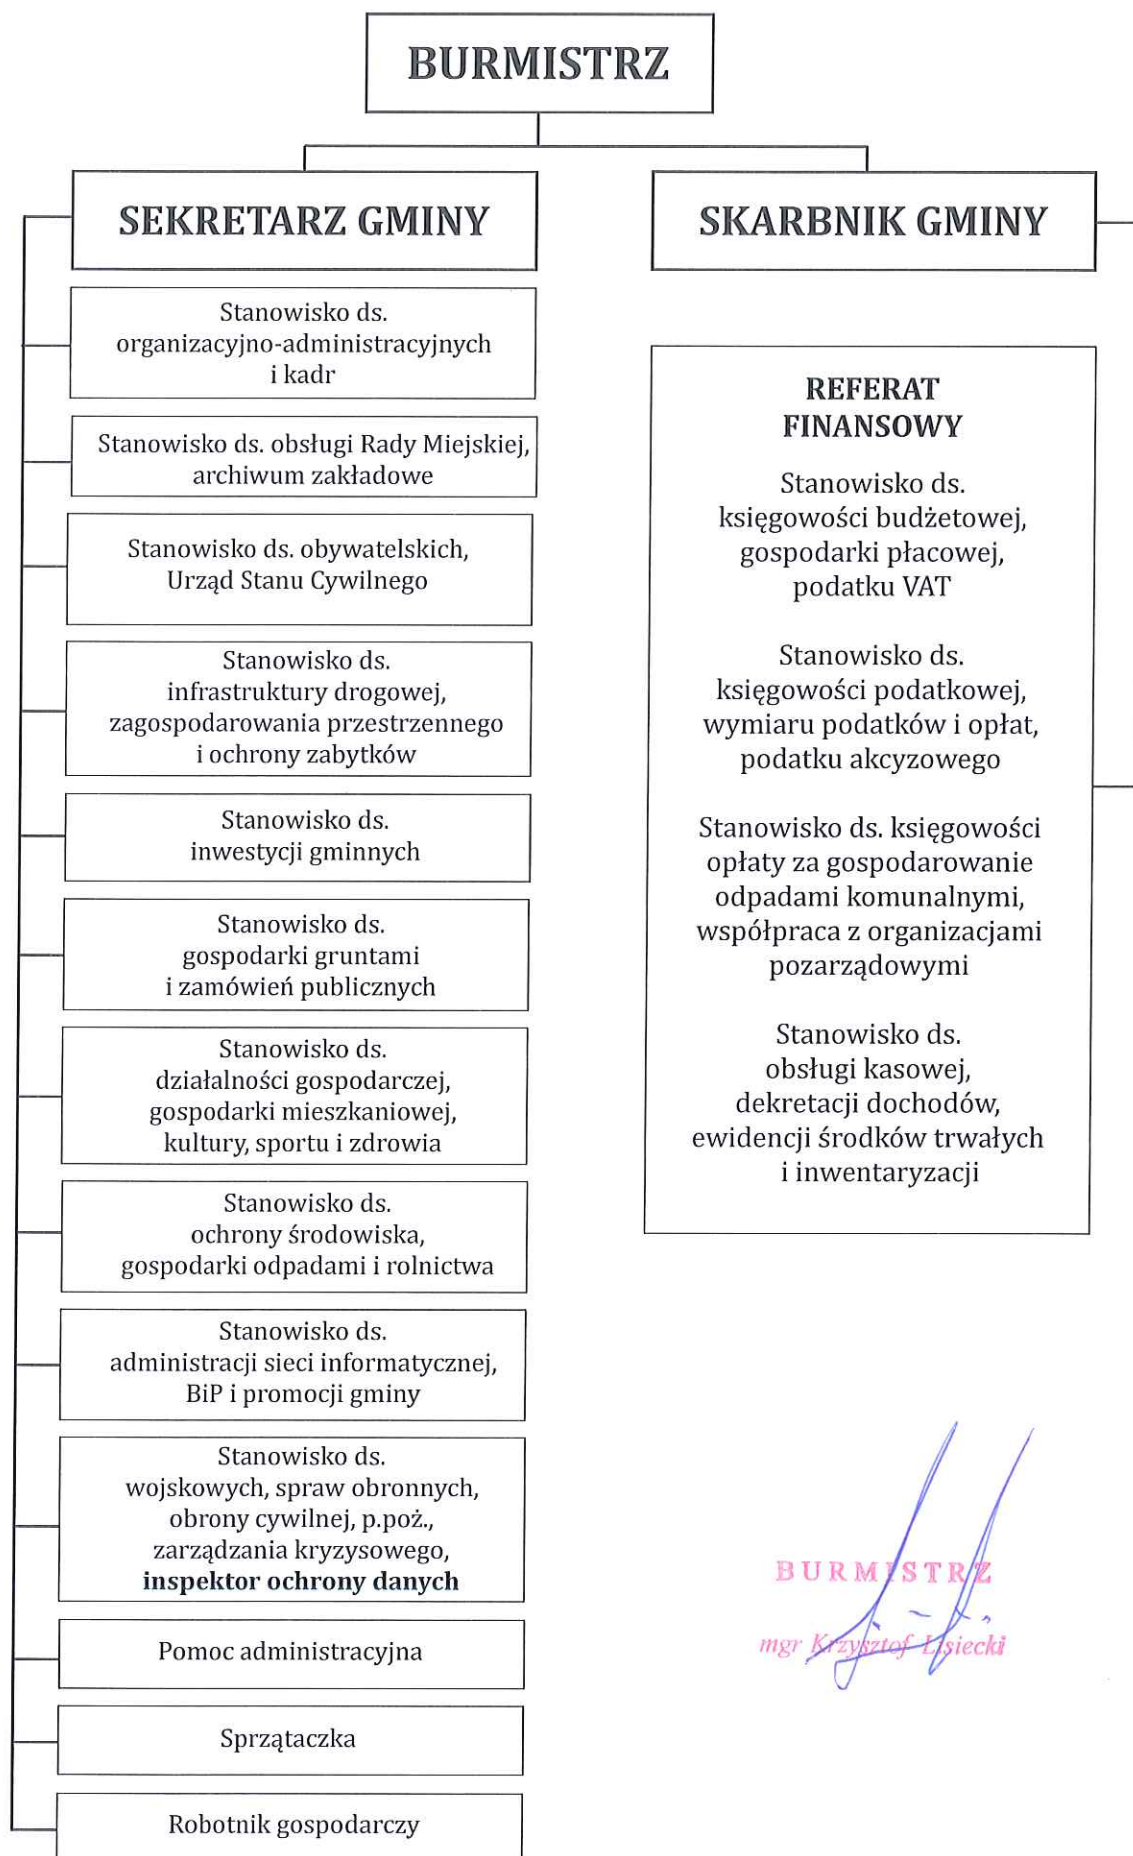 BURMISTRZ
SEKRETARZ GMINY
Stanowisko ds.
organizacyjno-administracyjnych
i kadr
Stanowisko ds. obsługi Rady Miejskiej,
archiwum zakładowe
Stanowisko ds. obywatelskich,
Urząd Stanu Cywilnego
Stanowisko ds.
infrastruktury drogowej,
zagospodarowania przestrzennego
i ochrony zabytków
Stanowisko ds.
inwestycji gminnych
Stanowisko ds.
gospodarki gruntami
i zamówień publicznych
Stanowisko ds.
działalności gospodarczej,
gospodarki mieszkaniowej,
kultury, sportu i zdrowia
Stanowisko ds.
ochrony środowiska,
gospodarki odpadami i rolnictwa
Stanowisko ds.
administracji sieci informatycznej,
BiP i promocji gminy
Stanowisko ds.
wojskowych, spraw obronnych,
obrony cywilnej, p.poż.,
zarządzania kryzysowego,
inspektor ochrony danych
Pomoc administracyjna
Sprzątaczka
Robotnik gospodarczy
SKARBNIK GMINY
REFERAT
FINANSOWY
Stanowisko ds.
księgowości budżetowej,
gospodarki płacowej,
podatku VAT
Stanowisko ds.
księgowości podatkowej,
wymiaru podatków i opłat,
podatku akcyzowego
Stanowisko ds. księgowości
opłaty za gospodarowanie
odpadami komunalnymi,
współpraca z organizacjami
pozarządowymi
Stanowisko ds.
obsługi kasowej,
dekretacji dochodów,
ewidencji środków trwałych
i inwentaryzacji
BURMISTRZ
mgr Krzysztof Lisiecki